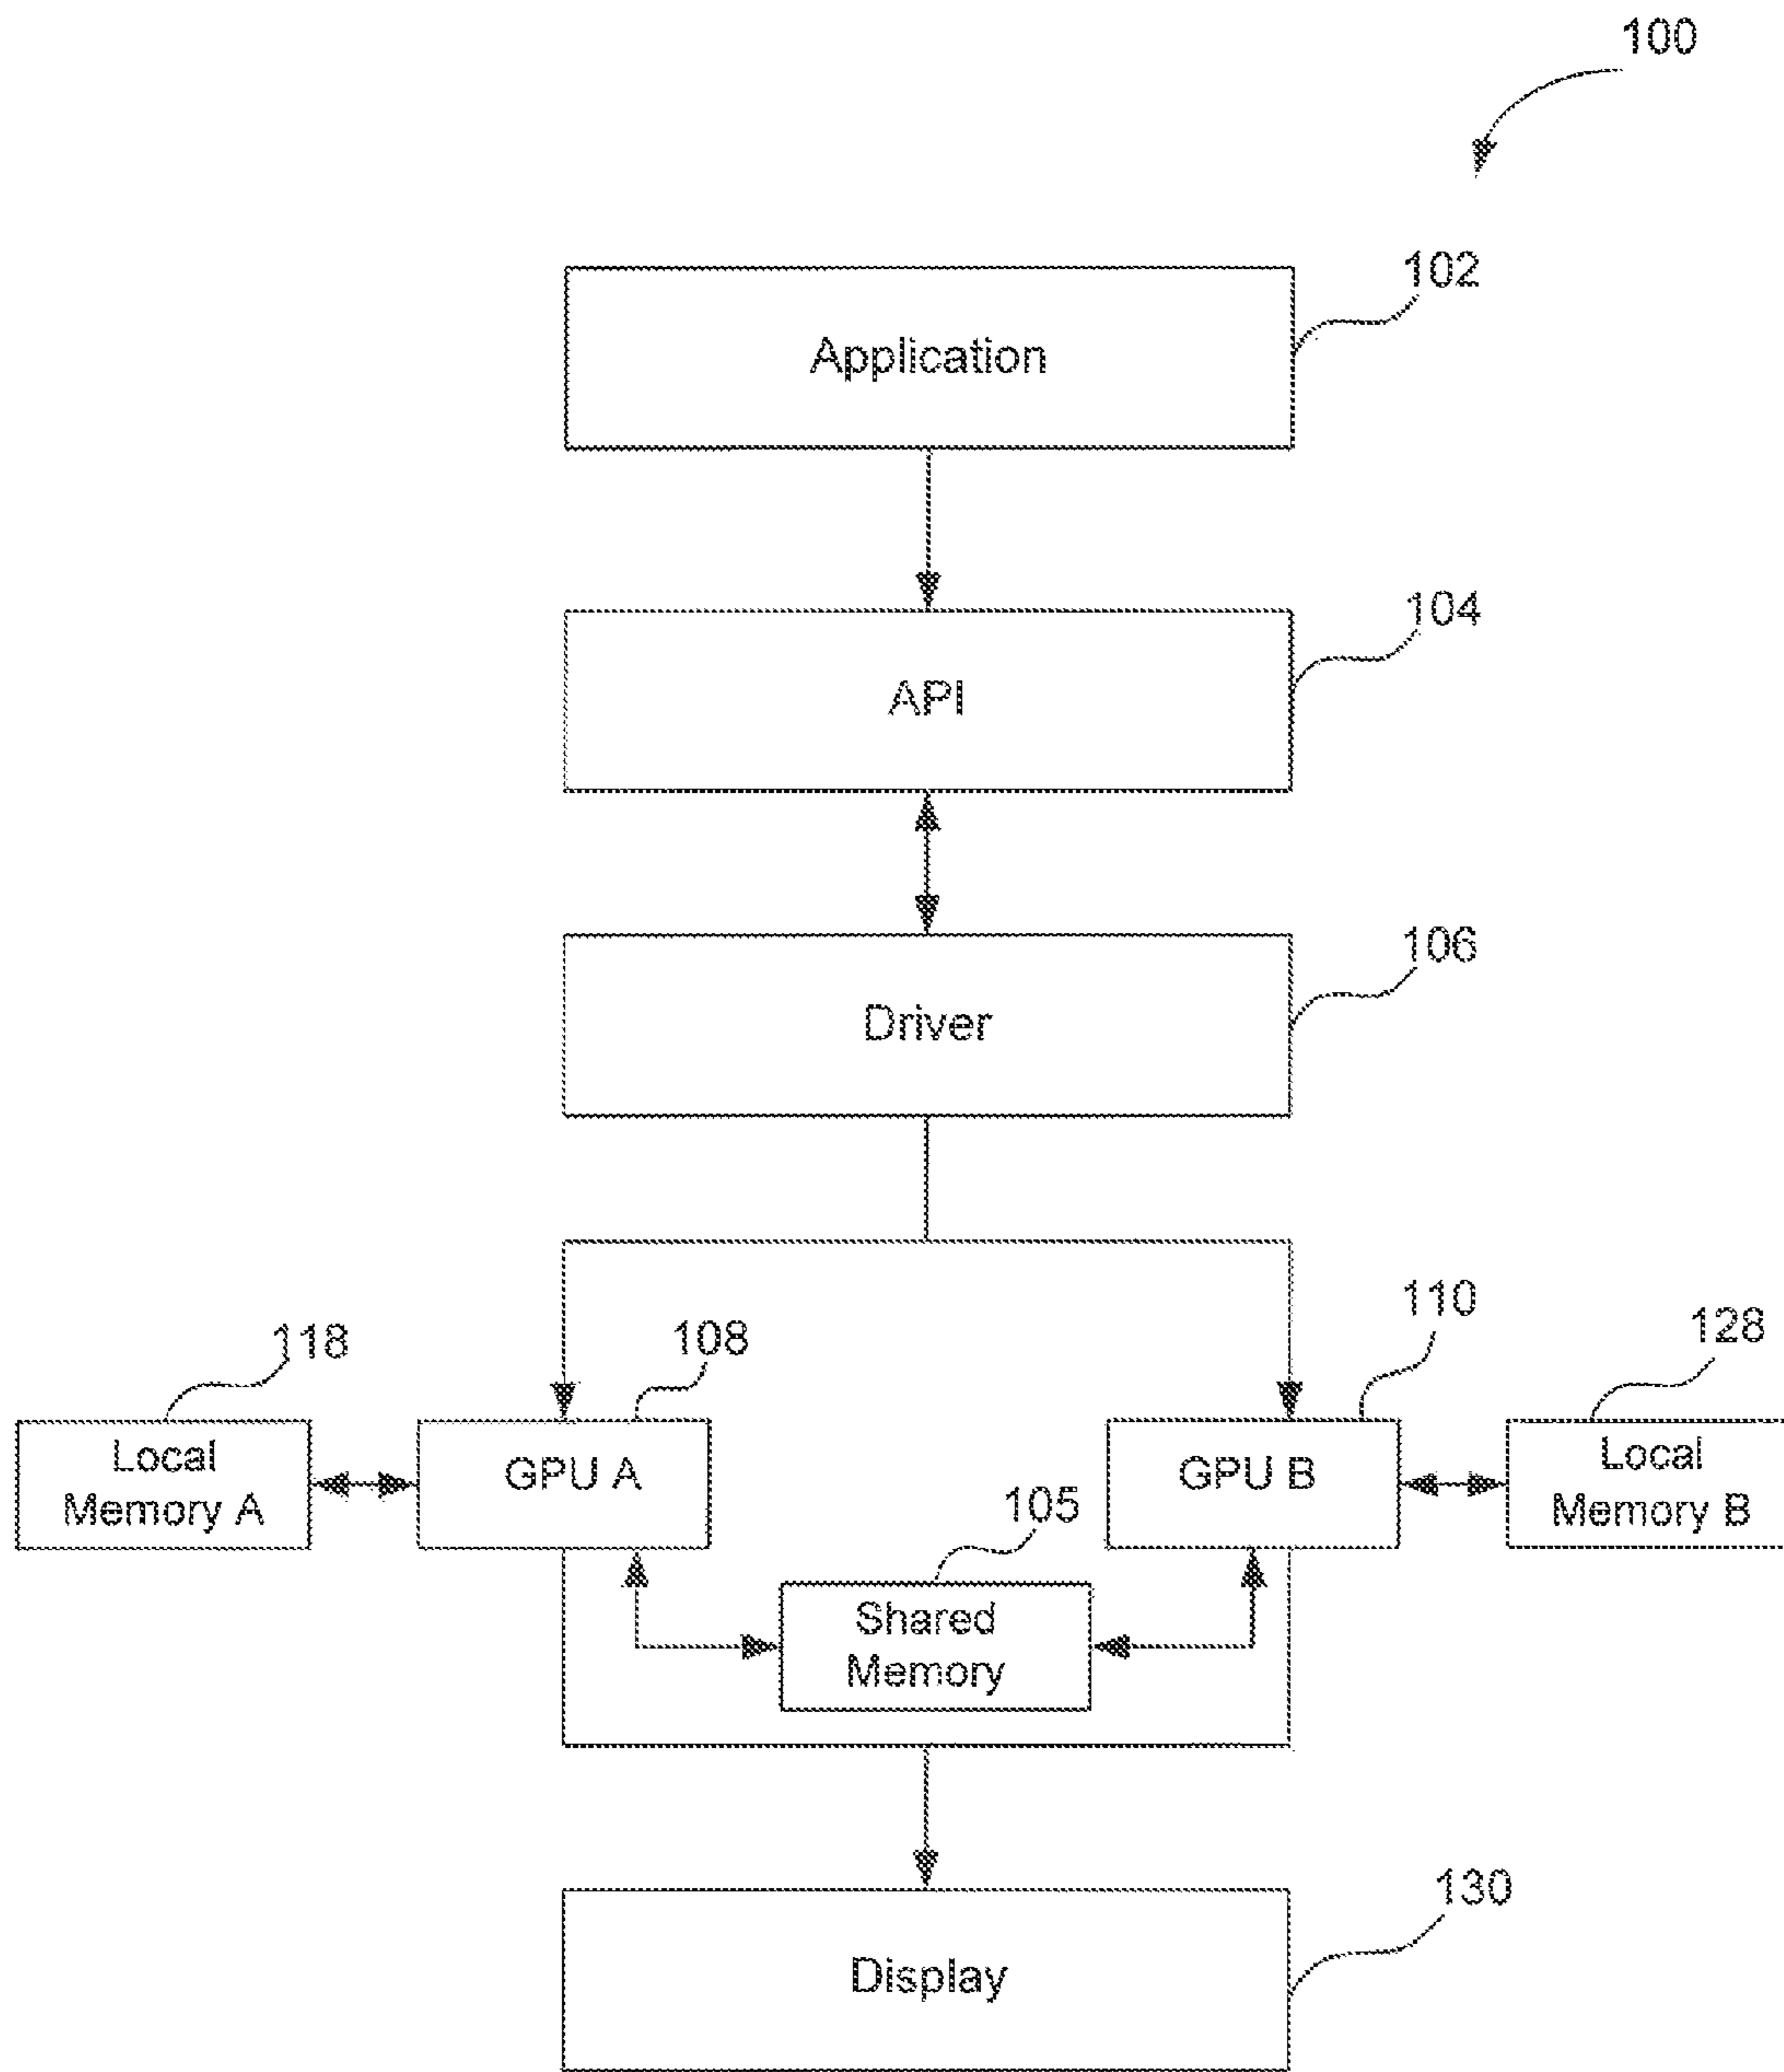 100
102
Application
104
API
106
Driver
110
128
118
108
Local
Memory A
GPU A
GPU B
Local
Memory B
105
Shared
Memory
130
Display